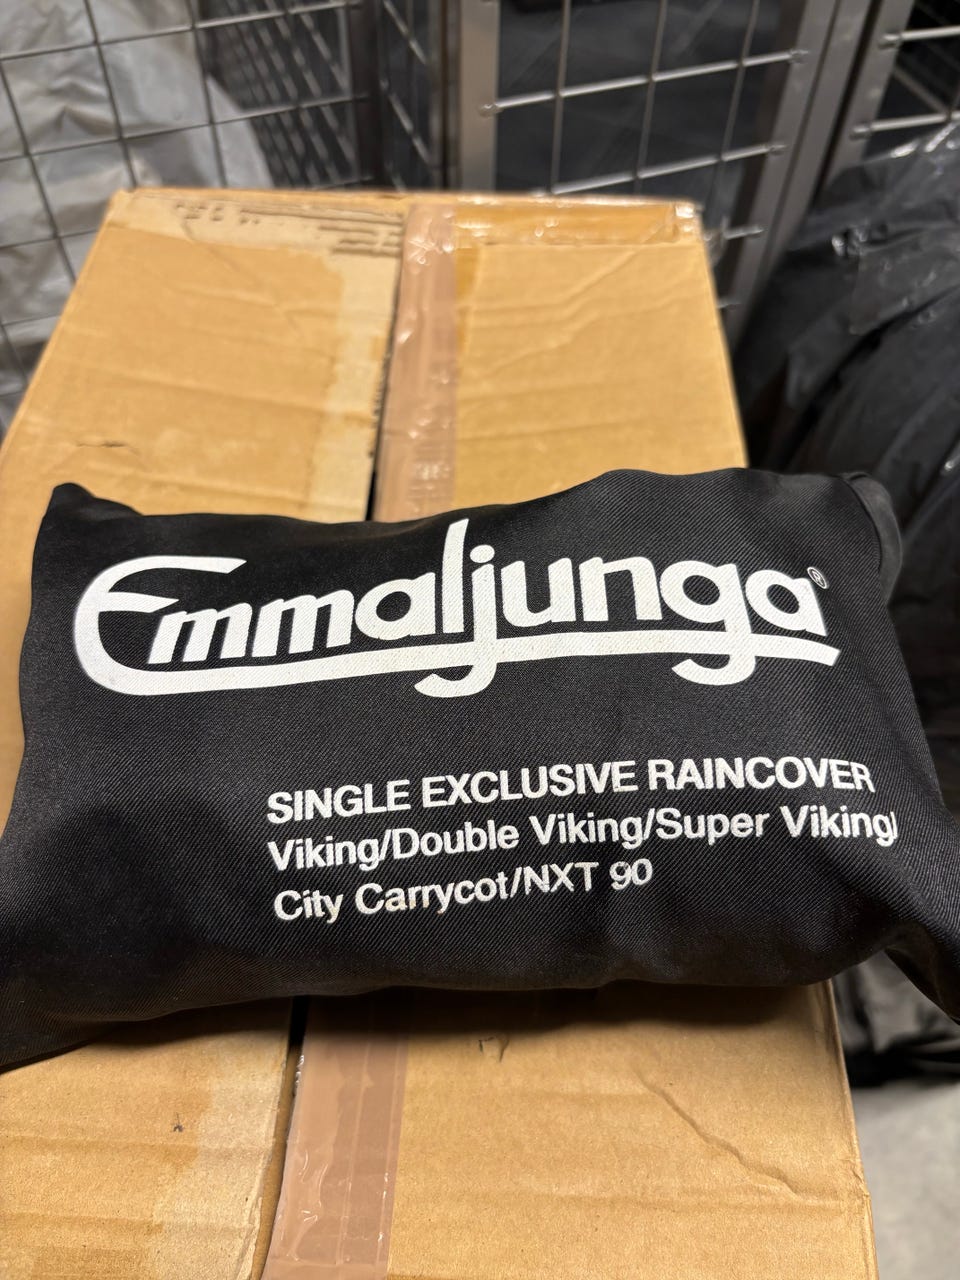 Emmaljunga®
SINGLE EXCLUSIVE RAINCOVER
Viking/Double Viking/Super Viking/
City Carrycot/NXT 90